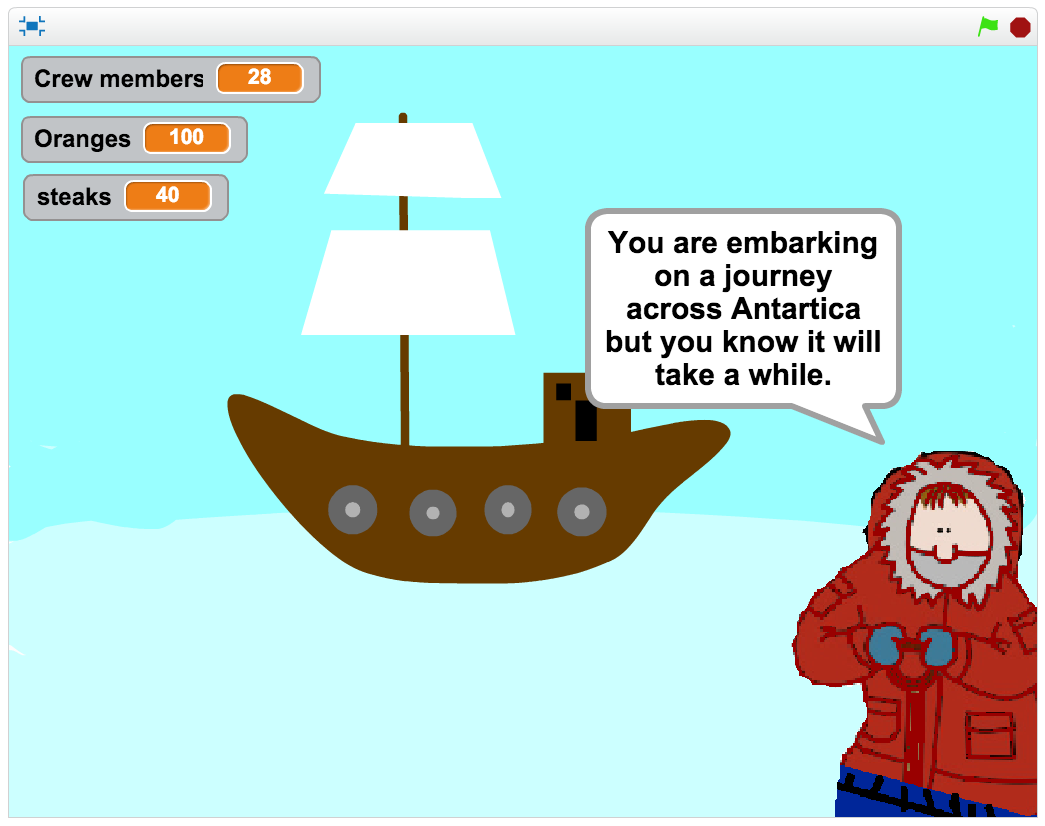 Crew members 28
Oranges 100
steaks 40
You are embarking
on a journey
across Antartica
but you know it will
take a while.